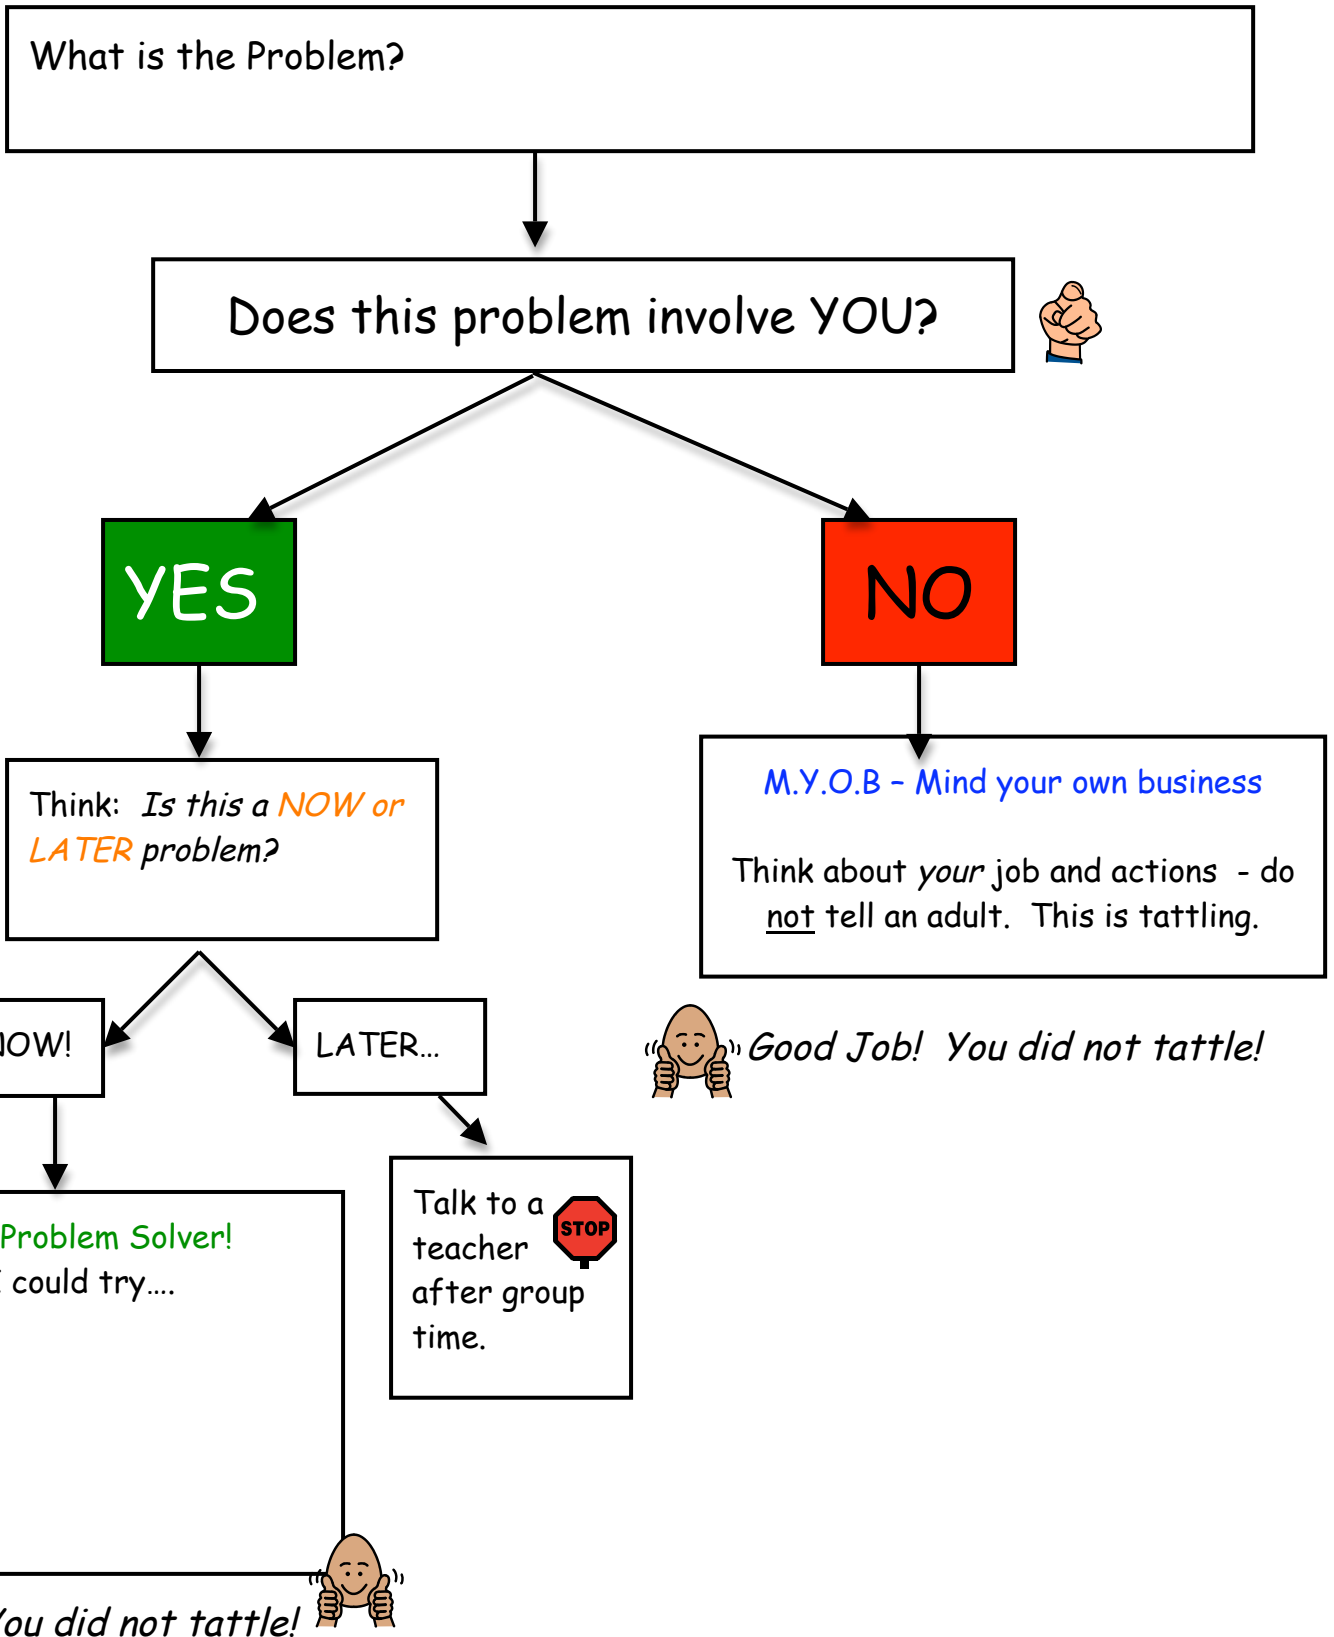 What is the Problem?
Does this problem involve YOU?
YES
NO
Think:  Is this a NOW or
LATER problem?
M.Y.O.B – Mind your own business
Think about your job and actions  - do
not tell an adult.  This is tattling.
NOW!
LATER…
Good Job!  You did not tattle!
Problem Solver!
I could try….
Talk to a
teacher
after group
time.
STOP
You did not tattle!